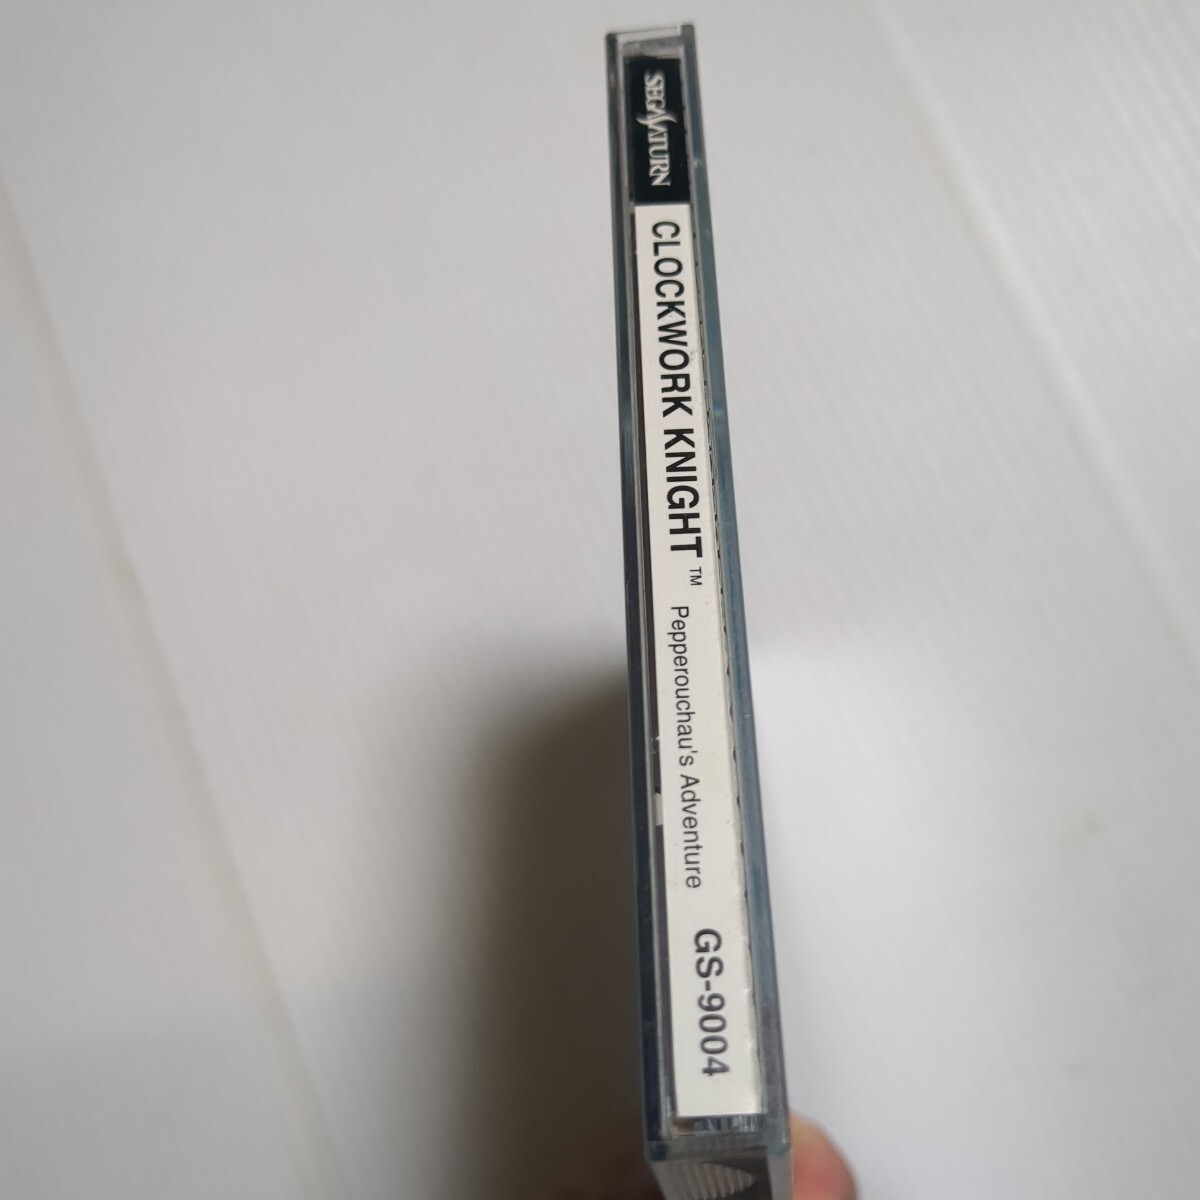 SEGA SATURN
CLOCKWORK KNIGHT™ Pepperouchau's Adventure GS-9004